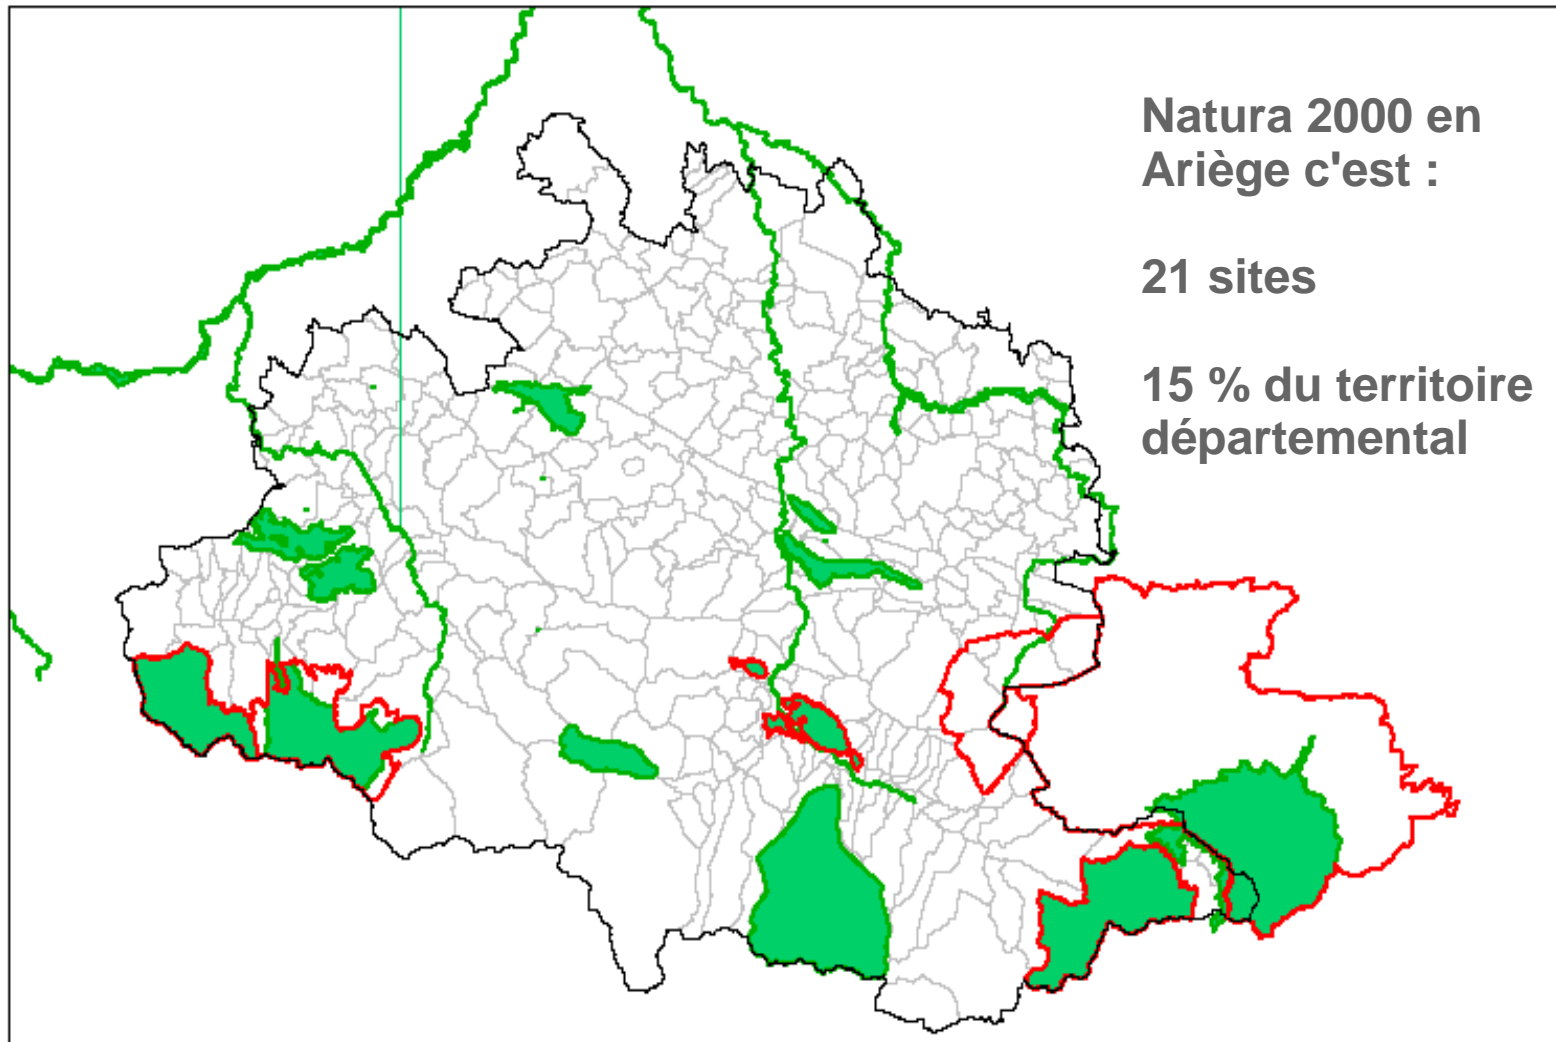 Natura 2000 en
Ariège c'est :
21 sites
15 % du territoire
départemental